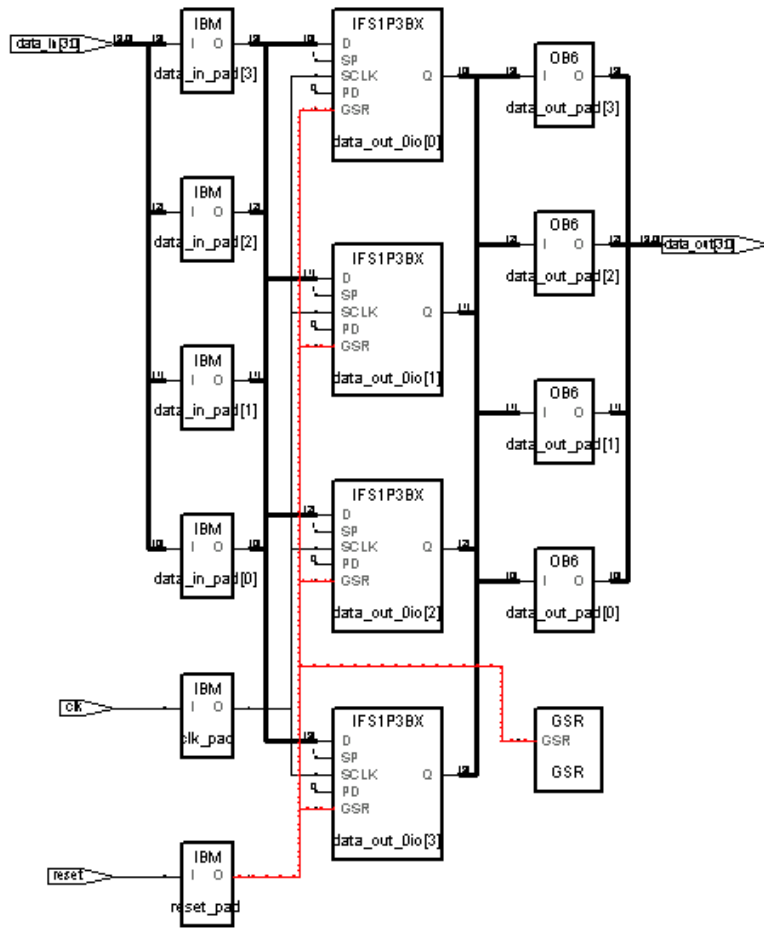 data_in[3:0]
IBM
I O
data_in_pad[3]
IBM
I O
data_in_pad[2]
IBM
I O
data_in_pad[1]
IBM
I O
data_in_pad[0]
clk
IBM
I O
clk_pad
reset
IBM
I O
reset_pad
IFS1P3BX
D
SP
SCLK Q
PD
GSR
data_out_0io[0]
IFS1P3BX
D
SP
SCLK Q
PD
GSR
data_out_0io[1]
IFS1P3BX
D
SP
SCLK Q
PD
GSR
data_out_0io[2]
IFS1P3BX
D
SP
SCLK Q
PD
GSR
data_out_0io[3]
OB6
I O
data_out_pad[3]
OB6
I O
data_out_pad[2]
OB6
I O
data_out_pad[1]
OB6
I O
data_out_pad[0]
data_out[3:0]
GSR
GSR
GSR